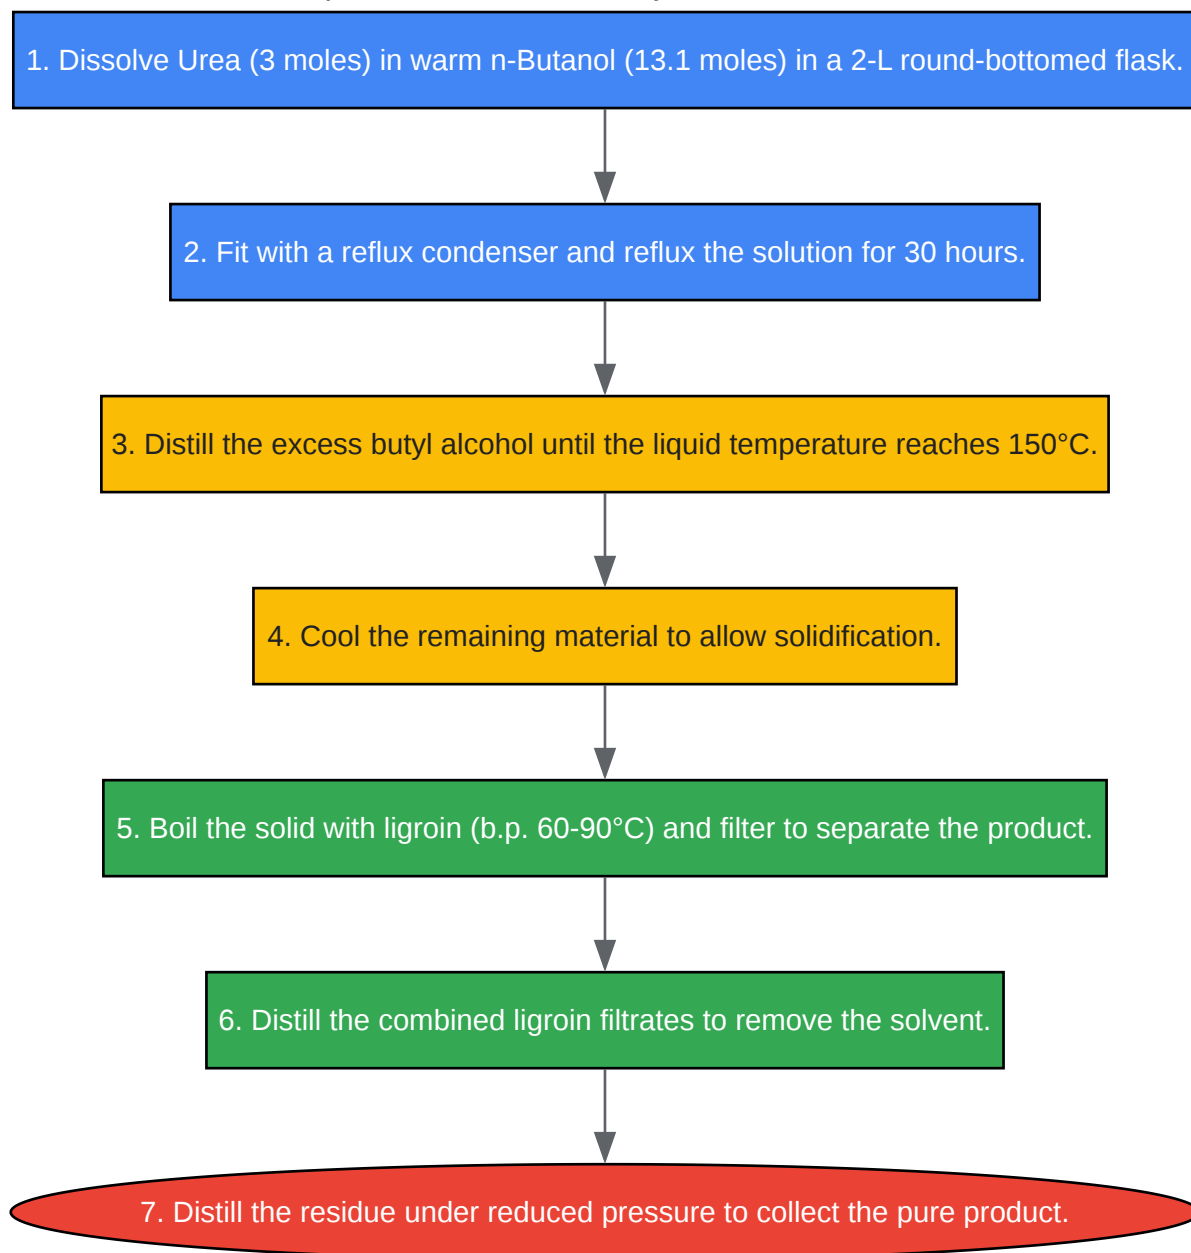 1. Dissolve Urea (3 moles) in warm n-Butanol (13.1 moles) in a 2-L round-bottomed flask.
2. Fit with a reflux condenser and reflux the solution for 30 hours.
3. Distill the excess butyl alcohol until the liquid temperature reaches 150°C.
4. Cool the remaining material to allow solidification.
5. Boil the solid with ligroin (b.p. 60-90°C) and filter to separate the product.
6. Distill the combined ligroin filtrates to remove the solvent.
7. Distill the residue under reduced pressure to collect the pure product.